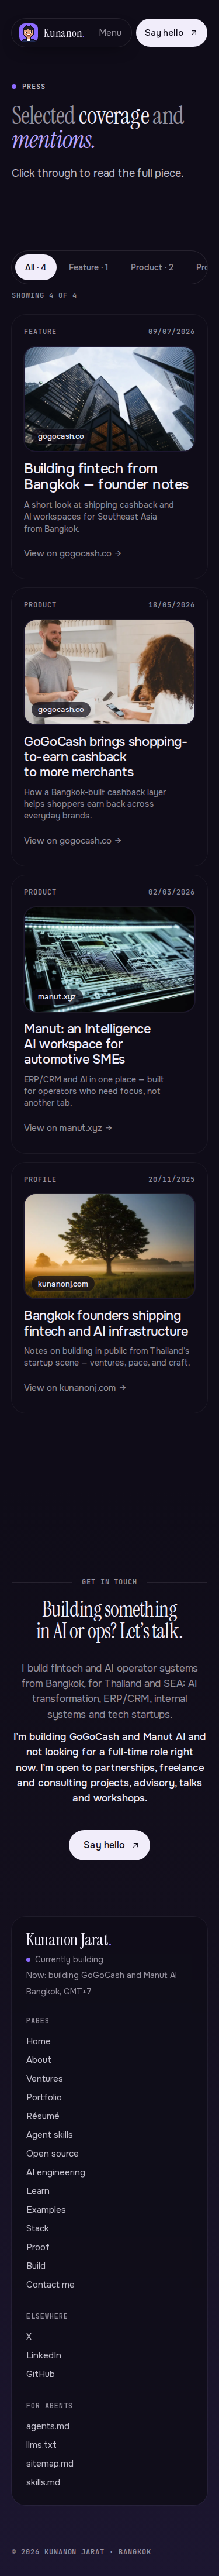 Kunanon.
Menu
Say hello ↗
PRESS
Selected coverage and
mentions.
Click through to read the full piece.
All · 4
Feature · 1
Product · 2
SHOWING 4 OF 4
FEATURE
09/07/2026
gogocash.co
Building fintech from
Bangkok — founder notes
A short look at shipping cashback and
AI workspaces for Southeast Asia
from Bangkok.
View on gogocash.co →
PRODUCT
18/05/2026
gogocash.co
GoGoCash brings shopping-
to-earn cashback
to more merchants
How a Bangkok-built cashback layer
helps shoppers earn back across
everyday brands.
View on gogocash.co →
PRODUCT
02/03/2026
manut.xyz
Manut: an Intelligence
AI workspace for
automotive SMEs
ERP/CRM and AI in one place — built
for operators who need focus, not
another tab.
View on manut.xyz →
PROFILE
20/11/2025
kunanonj.com
Bangkok founders shipping
fintech and AI infrastructure
Notes on building in public from Thailand's
startup scene — ventures, pace, and craft.
View on kunanonj.com →
GET IN TOUCH
Building something
in AI or ops? Let's talk.
I build fintech and AI operator systems
from Bangkok, for Thailand and SEA: AI
transformation, ERP/CRM, internal
systems and tech startups.
I'm building GoGoCash and Manut AI and
not looking for a full-time role right
now. I'm open to partnerships, freelance
and consulting projects, advisory, talks
and workshops.
Say hello ↗
Kunanon Jarat.
Currently building
Now: building GoGoCash and Manut AI
Bangkok, GMT+7
PAGES
Home
About
Ventures
Portfolio
Résumé
Agent skills
Open source
AI engineering
Learn
Examples
Stack
Proof
Build
Contact me
ELSEWHERE
X
LinkedIn
GitHub
FOR AGENTS
agents.md
llms.txt
sitemap.md
skills.md
© 2026 KUNANON JARAT · BANGKOK